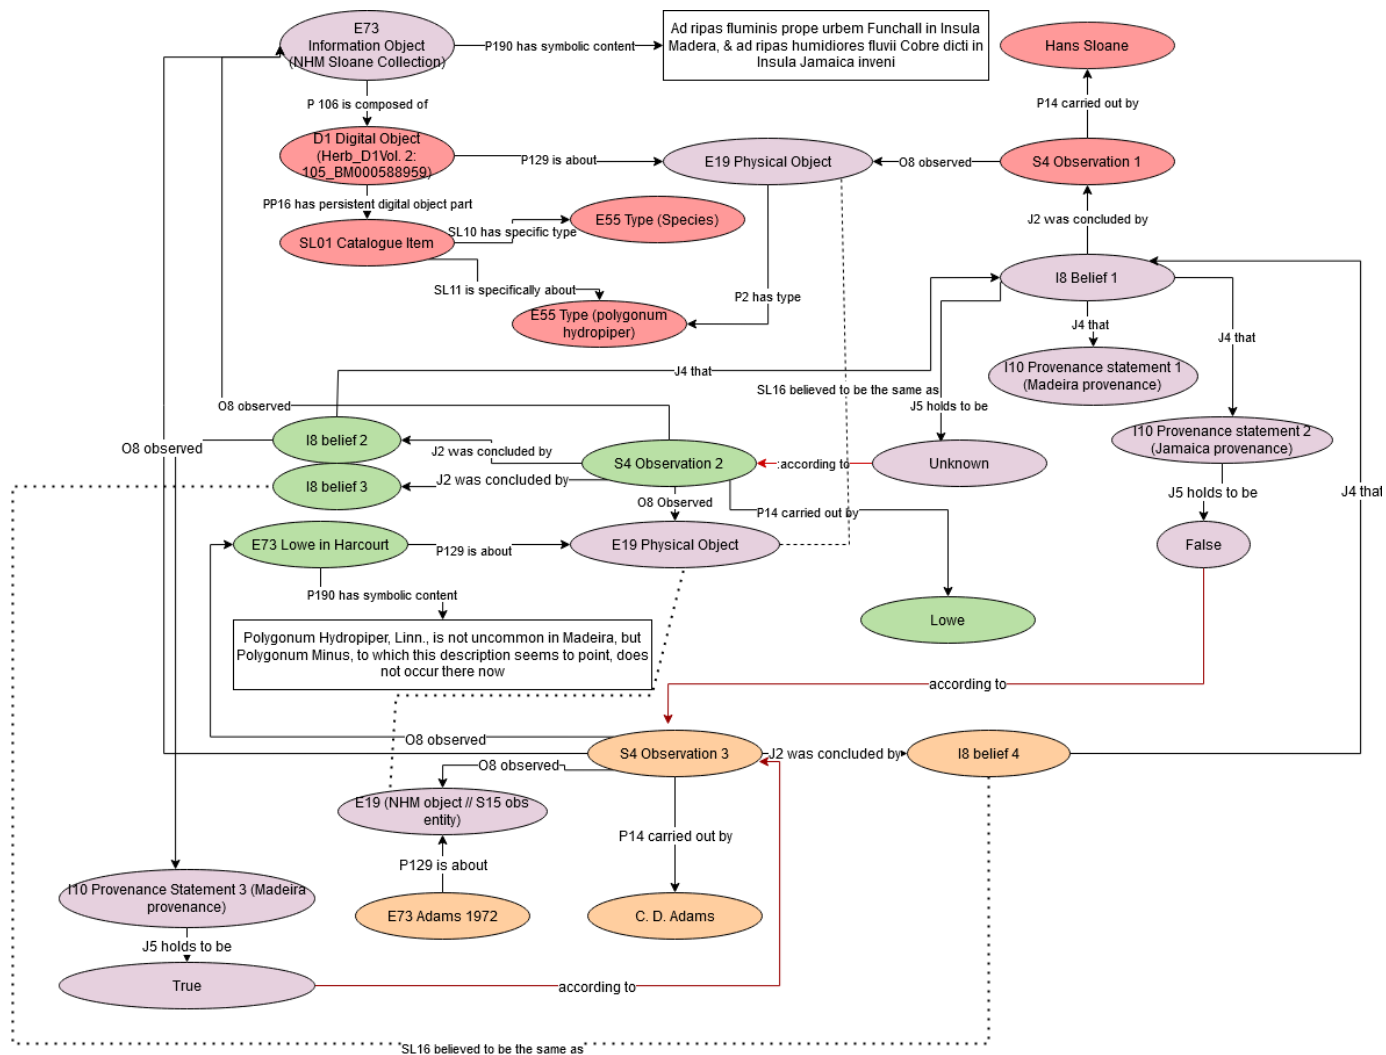 E73
Information Object
(NHM Sloane Collection)
P190 has symbolic content
Ad ripas fluminis prope urbem Funchall in Insula
Madera, & ad ripas humidiores fluvii Cobre dicti in
Insula Jamaica inveni
Hans Sloane
P 106 is composed of
P14 carried out by
D1 Digital Object
(Herb_D1Vol. 2:
105_BM000588959)
P129 is about
E19 Physical Object
O8 observed
S4 Observation 1
PP16 has persistent digital object part
J2 was concluded by
E55 Type (Species)
SL10 has specific type
SL01 Catalogue Item
I8 Belief 1
SL11 is specifically about
P2 has type
E55 Type (polygonum
hydropiper)
J4 that
J4 that
I10 Provenance statement 1
(Madeira provenance)
J4 that
SL16 believed to be the same as
J5 holds to be
O8 observed
I10 Provenance statement 2
(Jamaica provenance)
I8 belief 2
O8 observed
J2 was concluded by
S4 Observation 2
:according to
Unknown
I8 belief 3
J2 was concluded by
J5 holds to be
J4 that
O8 Observed
P14 carried out by
E73 Lowe in Harcourt
P129 is about
E19 Physical Object
False
P190 has symbolic content
Lowe
Polygonum Hydropiper, Linn., is not uncommon in Madeira, but
Polygonum Minus, to which this description seems to point, does
not occur there now
according to
O8 observed
S4 Observation 3
J2 was concluded by
I8 belief 4
O8 observed
E19 (NHM object // S15 obs
entity)
P14 carried out by
P129 is about
I10 Provenance Statement 3 (Madeira
provenance)
E73 Adams 1972
C. D. Adams
J5 holds to be
True
according to
SL16 believed to be the same as